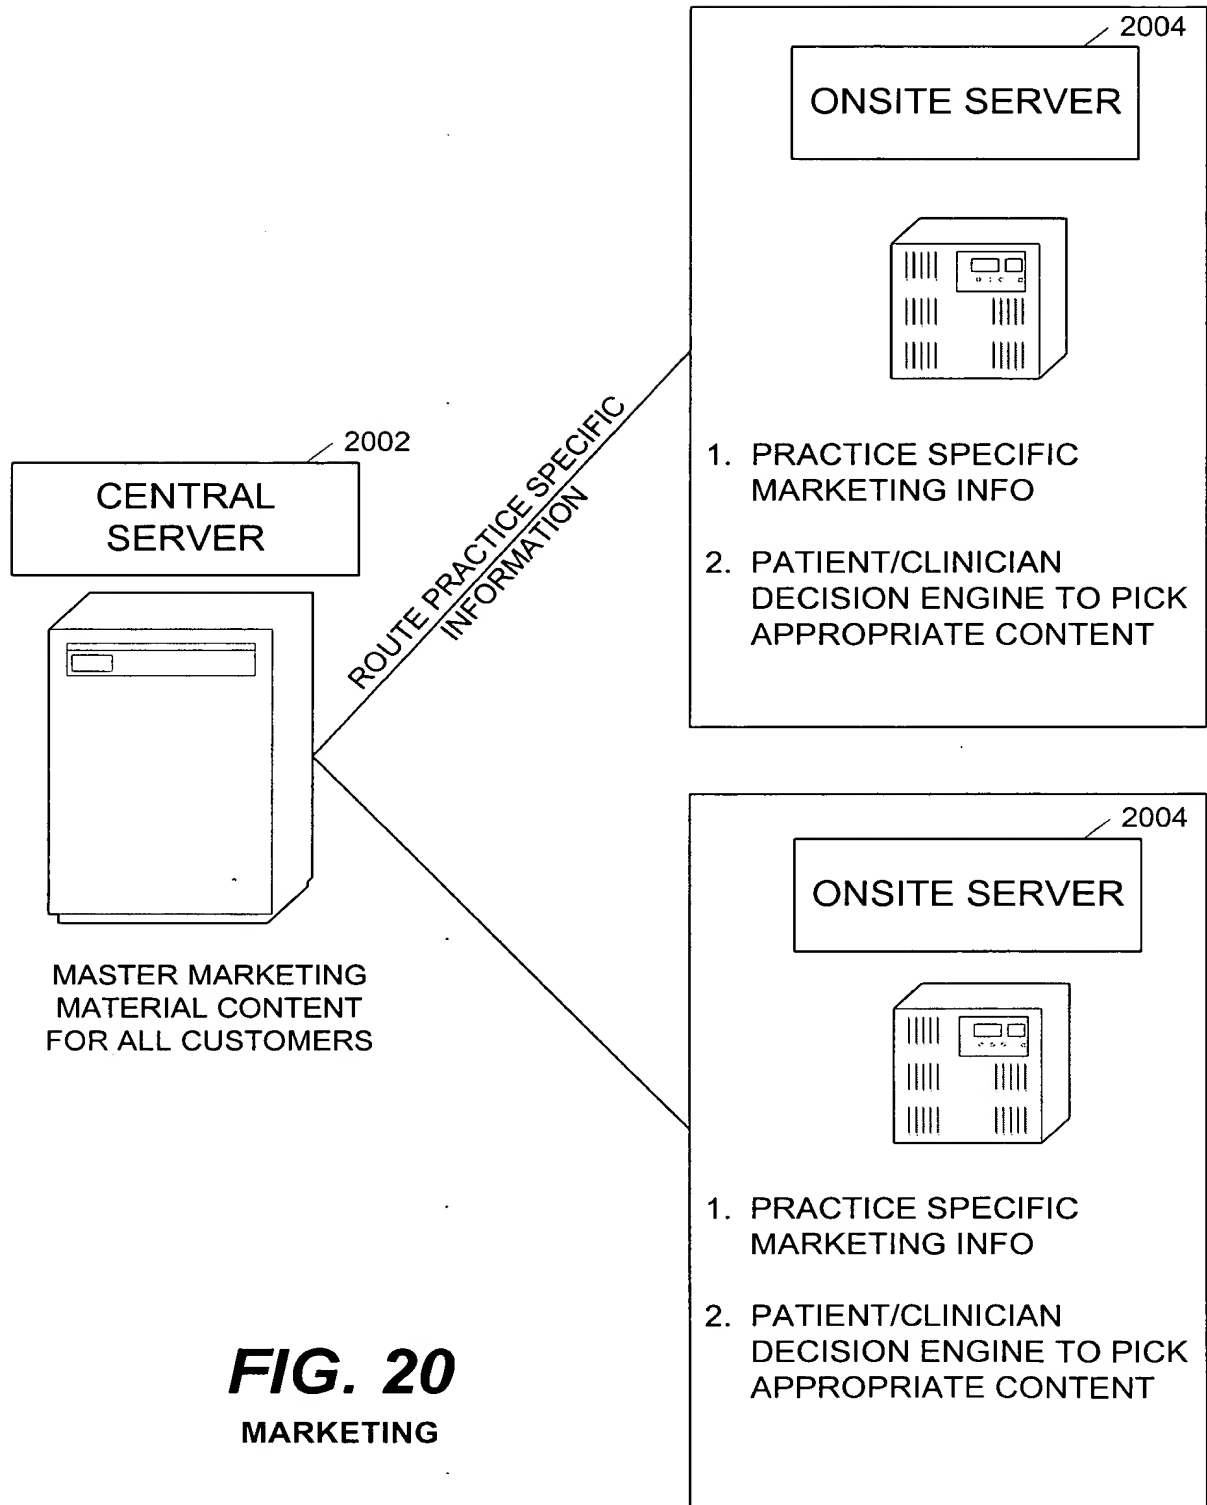 2004
ONSITE SERVER
1. PRACTICE SPECIFIC
MARKETING INFO
2. PATIENT/CLINICIAN
DECISION ENGINE TO PICK
APPROPRIATE CONTENT
2002
CENTRAL
SERVER
ROUTE PRACTICE SPECIFIC
INFORMATION
MASTER MARKETING
MATERIAL CONTENT
FOR ALL CUSTOMERS
2004
ONSITE SERVER
1. PRACTICE SPECIFIC
MARKETING INFO
2. PATIENT/CLINICIAN
DECISION ENGINE TO PICK
APPROPRIATE CONTENT
FIG. 20
MARKETING